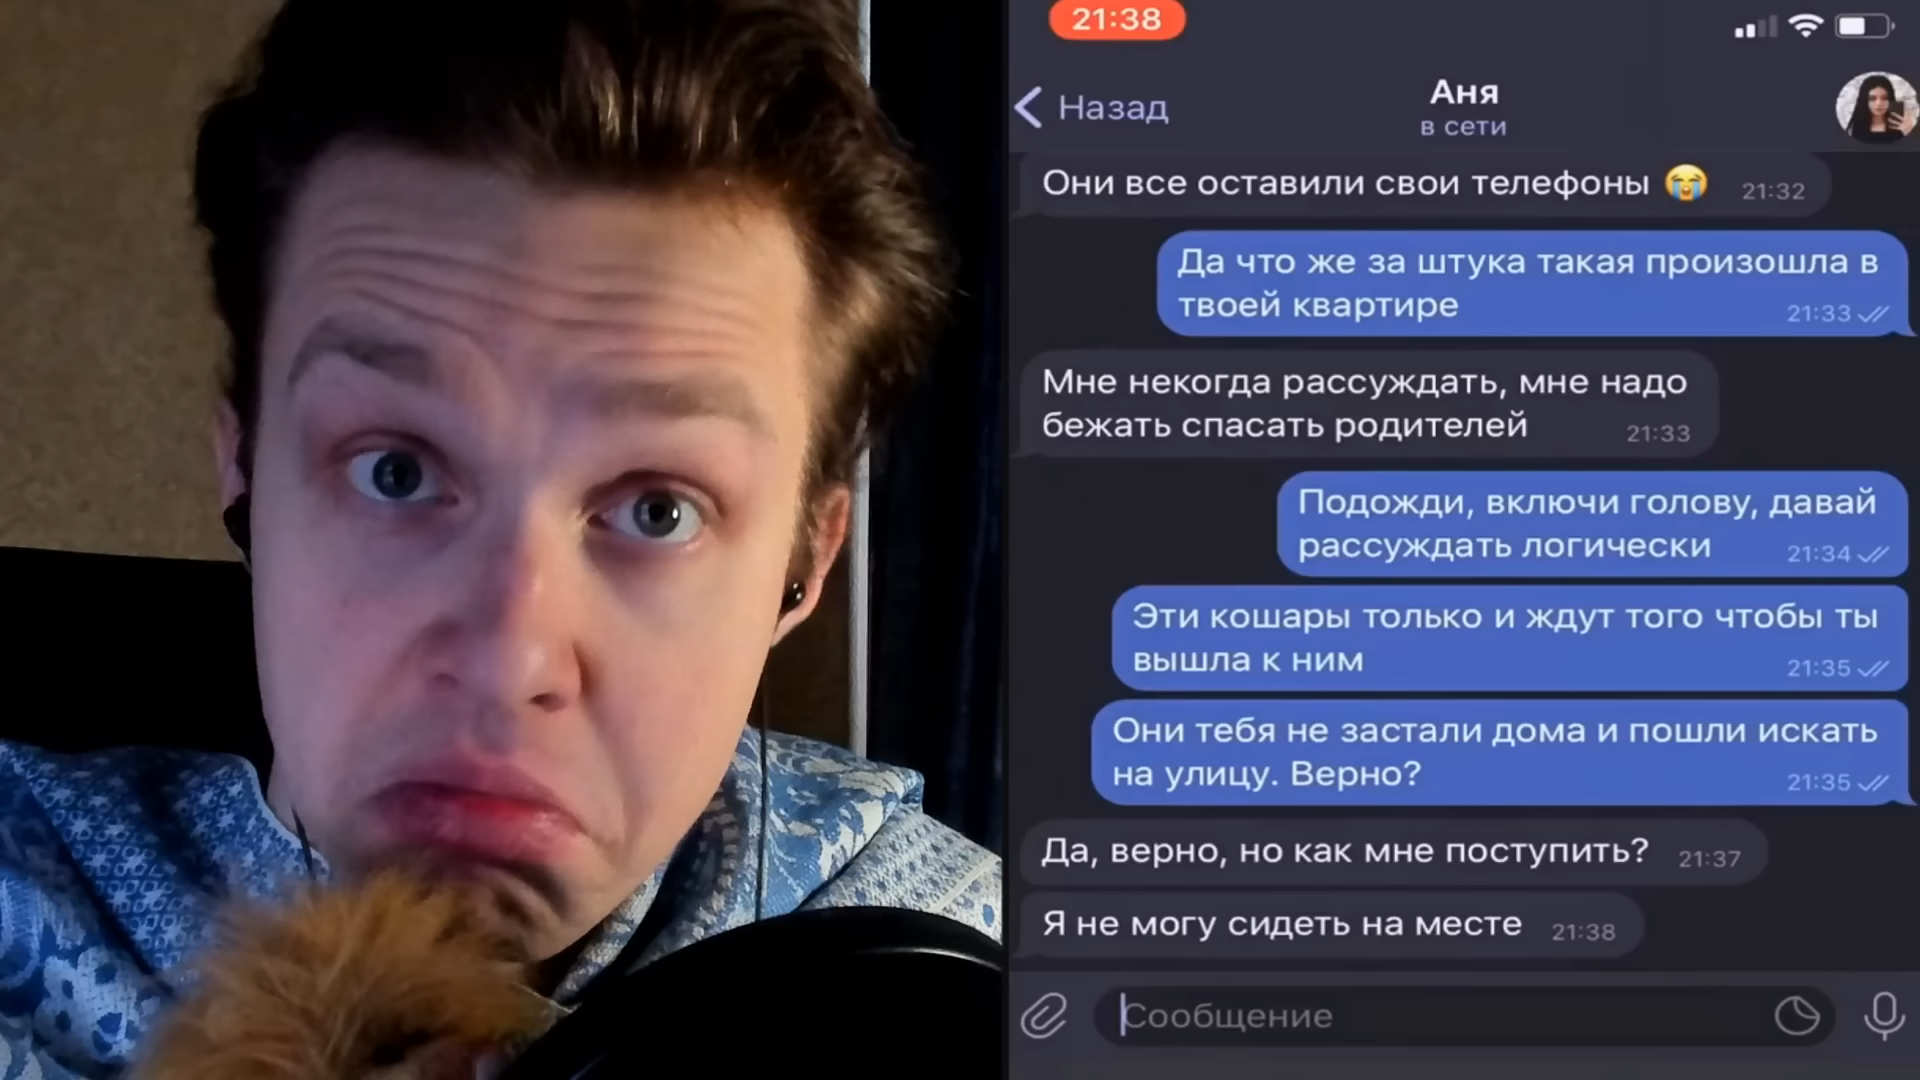 21:38
Назад
Аня
в сети
Они все оставили свои телефоны 😭 21:32
Да что же за штука такая произошла в
твоей квартире 21:33
Мне некогда рассуждать, мне надо
бежать спасать родителей 21:33
Подожди, включи голову, давай
рассуждать логически 21:34
Эти кошары только и ждут того чтобы ты
вышла к ним 21:35
Они тебя не застали дома и пошли искать
на улицу. Верно? 21:35
Да, верно, но как мне поступить? 21:37
Я не могу сидеть на месте 21:38
Сообщение